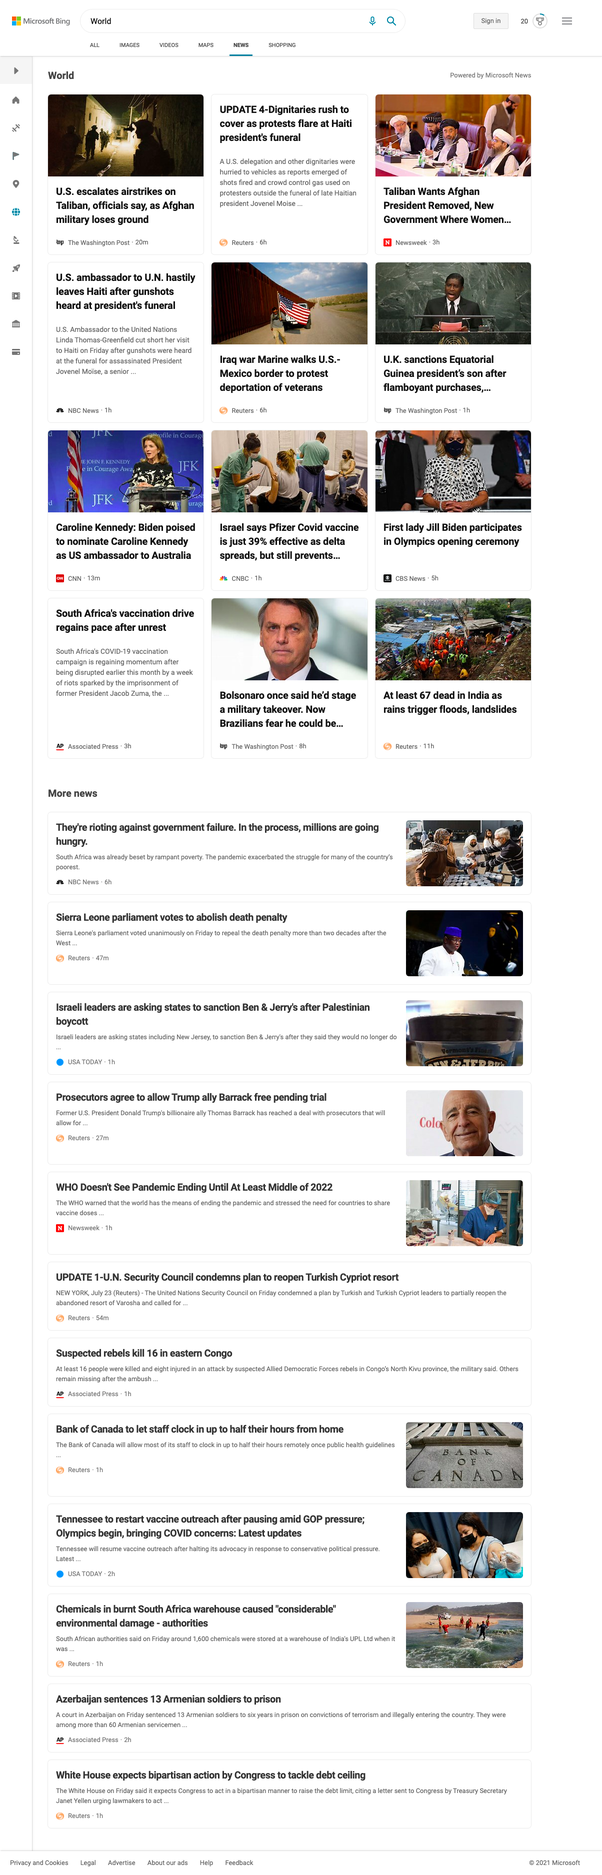 Microsoft Bing
World
Sign in
20
ALL
IMAGES
VIDEOS
MAPS
NEWS
SHOPPING
World
Powered by Microsoft News
U.S. escalates airstrikes on
Taliban, officials say, as Afghan
military loses ground
wp The Washington Post · 20m
UPDATE 4-Dignitaries rush to
cover as protests flare at Haiti
president's funeral
A U.S. delegation and other dignitaries were
hurried to vehicles as reports emerged of
shots fired and crowd control gas used on
protesters outside the funeral of late Haitian
president Jovenel Moise ...
Reuters · 6h
Taliban Wants Afghan
President Removed, New
Government Where Women...
N Newsweek · 3h
U.S. ambassador to U.N. hastily
leaves Haiti after gunshots
heard at president's funeral
U.S. Ambassador to the United Nations
Linda Thomas-Greenfield cut short her visit
to Haiti on Friday after gunshots were heard
at the funeral for assassinated President
Jovenel Moïse, a senior ...
NBC News · 1h
Iraq war Marine walks U.S.-
Mexico border to protest
deportation of veterans
Reuters · 6h
U.K. sanctions Equatorial
Guinea president's son after
flamboyant purchases,...
wp The Washington Post · 1h
JFK
JOHN F. KENNEDY
JFK
JFK
Caroline Kennedy: Biden poised
to nominate Caroline Kennedy
as US ambassador to Australia
CNN CNN · 13m
Israel says Pfizer Covid vaccine
is just 39% effective as delta
spreads, but still prevents...
CNBC · 1h
First lady Jill Biden participates
in Olympics opening ceremony
CBS News · 5h
South Africa's vaccination drive
regains pace after unrest
South Africa's COVID-19 vaccination
campaign is regaining momentum after
being disrupted earlier this month by a week
of riots sparked by the imprisonment of
former President Jacob Zuma, the ...
AP Associated Press · 3h
Bolsonaro once said he'd stage
a military takeover. Now
Brazilians fear he could be...
wp The Washington Post · 8h
At least 67 dead in India as
rains trigger floods, landslides
Reuters · 11h
More news
They're rioting against government failure. In the process, millions are going
hungry.
South Africa was already beset by rampant poverty. The pandemic exacerbated the struggle for many of the country's
poorest.
NBC News · 6h
Sierra Leone parliament votes to abolish death penalty
Sierra Leone's parliament voted unanimously on Friday to repeal the death penalty more than two decades after the
West ...
Reuters · 47m
Israeli leaders are asking states to sanction Ben & Jerry's after Palestinian
boycott
Israeli leaders are asking states including New Jersey, to sanction Ben & Jerry's after they said they would no longer do
...
USA TODAY · 1h
BEN & JERRY'S
Prosecutors agree to allow Trump ally Barrack free pending trial
Former U.S. President Donald Trump's billionaire ally Thomas Barrack has reached a deal with prosecutors that will
allow for ...
Reuters · 27m
Colo
WHO Doesn't See Pandemic Ending Until At Least Middle of 2022
The WHO warned that the world has the means of ending the pandemic and stressed the need for countries to share
vaccine doses ...
N Newsweek · 1h
UPDATE 1-U.N. Security Council condemns plan to reopen Turkish Cypriot resort
NEW YORK, July 23 (Reuters) - The United Nations Security Council on Friday condemned a plan by Turkish and Turkish Cypriot leaders to partially reopen the
abandoned resort of Varosha and called for ...
Reuters · 54m
Suspected rebels kill 16 in eastern Congo
At least 16 people were killed and eight injured in an attack by suspected Allied Democratic Forces rebels in Congo's North Kivu province, the military said. Others
remain missing after the ambush ...
AP Associated Press · 1h
Bank of Canada to let staff clock in up to half their hours from home
The Bank of Canada will allow most of its staff to clock in up to half their hours remotely once public health guidelines
...
Reuters · 1h
BANK
OF
CANADA
Tennessee to restart vaccine outreach after pausing amid GOP pressure;
Olympics begin, bringing COVID concerns: Latest updates
Tennessee will resume vaccine outreach after halting its advocacy in response to conservative political pressure.
Latest ...
USA TODAY · 2h
Chemicals in burnt South Africa warehouse caused "considerable"
environmental damage - authorities
South African authorities said on Friday around 1,600 chemicals were stored at a warehouse of India's UPL Ltd when it
was ...
Reuters · 1h
Azerbaijan sentences 13 Armenian soldiers to prison
A court in Azerbaijan on Friday sentenced 13 Armenian soldiers to six years in prison on convictions of terrorism and illegally entering the country. They were
among more than 60 Armenian servicemen ...
AP Associated Press · 2h
White House expects bipartisan action by Congress to tackle debt ceiling
The White House on Friday said it expects Congress to act in a bipartisan manner to raise the debt limit, citing a letter sent to Congress by Treasury Secretary
Janet Yellen urging lawmakers to act ...
Reuters · 1h
Privacy and Cookies
Legal
Advertise
About our ads
Help
Feedback
© 2021 Microsoft